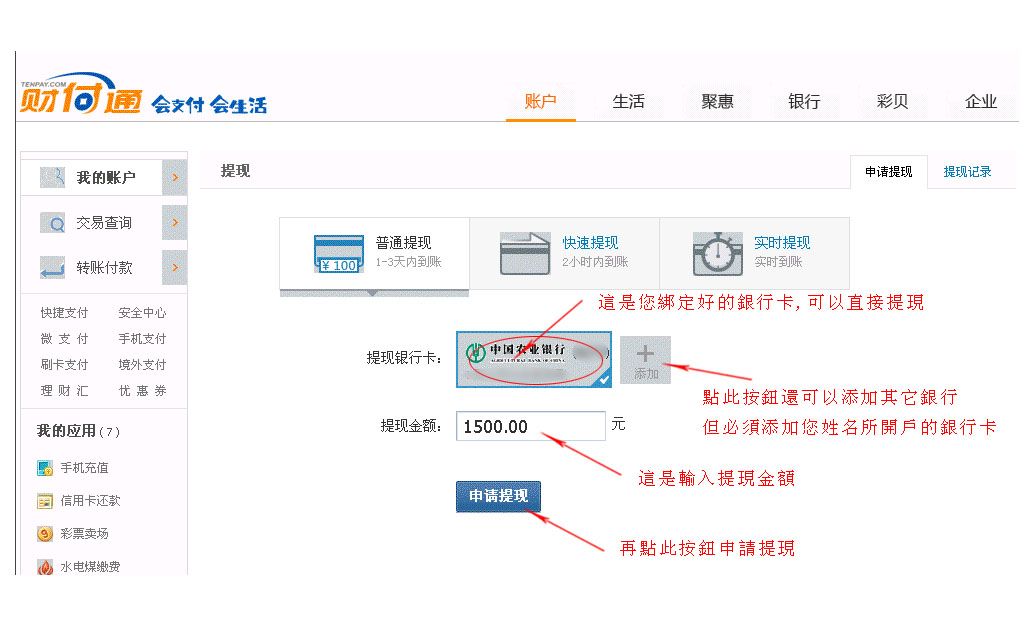 TENPAY.COM
财付通 会支付 会生活
账户 生活 聚惠 银行 彩贝 企业
我的账户 >
交易查询 >
转账付款 >
快捷支付 安全中心
微支付 手机支付
刷卡支付 境外支付
理财汇 优惠券
我的应用(7)
手机充值
信用卡还款
彩票卖场
水电煤缴费
提现
申请提现 提现记录
¥100
普通提现
1-3天内到账
快速提现
2小时内到账
实时提现
实时到账
這是您綁定好的銀行卡,可以直接提現
提现银行卡:
中国农业银行
AGRICULTURAL BANK OF CHINA
+
添加
點此按鈕還可以添加其它銀行
但必須添加您姓名所開戶的銀行卡
提现金额: 1500.00 元
這是輸入提現金額
申请提现
再點此按鈕申請提現